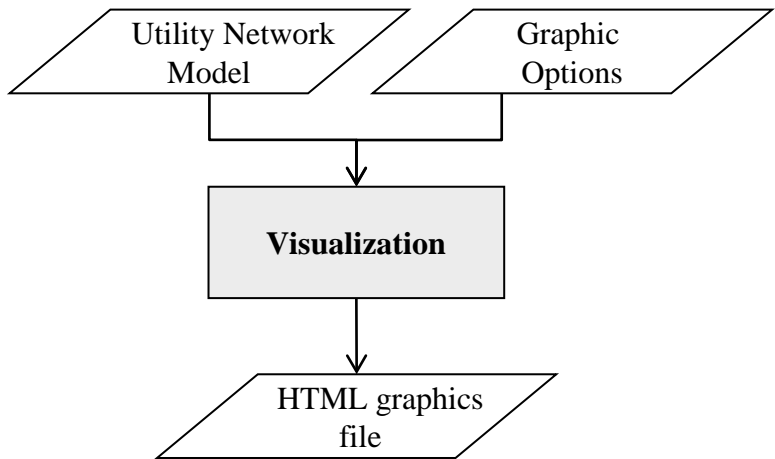 Utility Network
Model
Graphic
Options
Visualization
HTML graphics
file